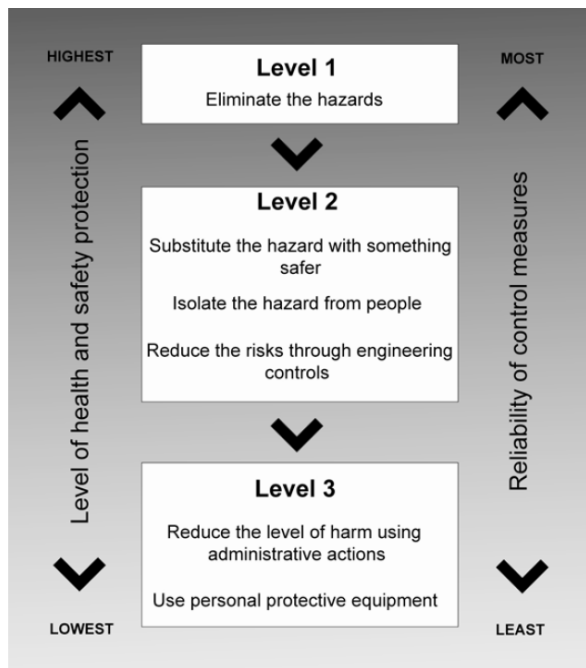 HIGHEST
Level 1
MOST
Eliminate the hazards
Level of health and safety protection
Reliability of control measures
Level 2
Substitute the hazard with something
safer
Isolate the hazard from people
Reduce the risks through engineering
controls
Level 3
Reduce the level of harm using
administrative actions
Use personal protective equipment
LOWEST
LEAST